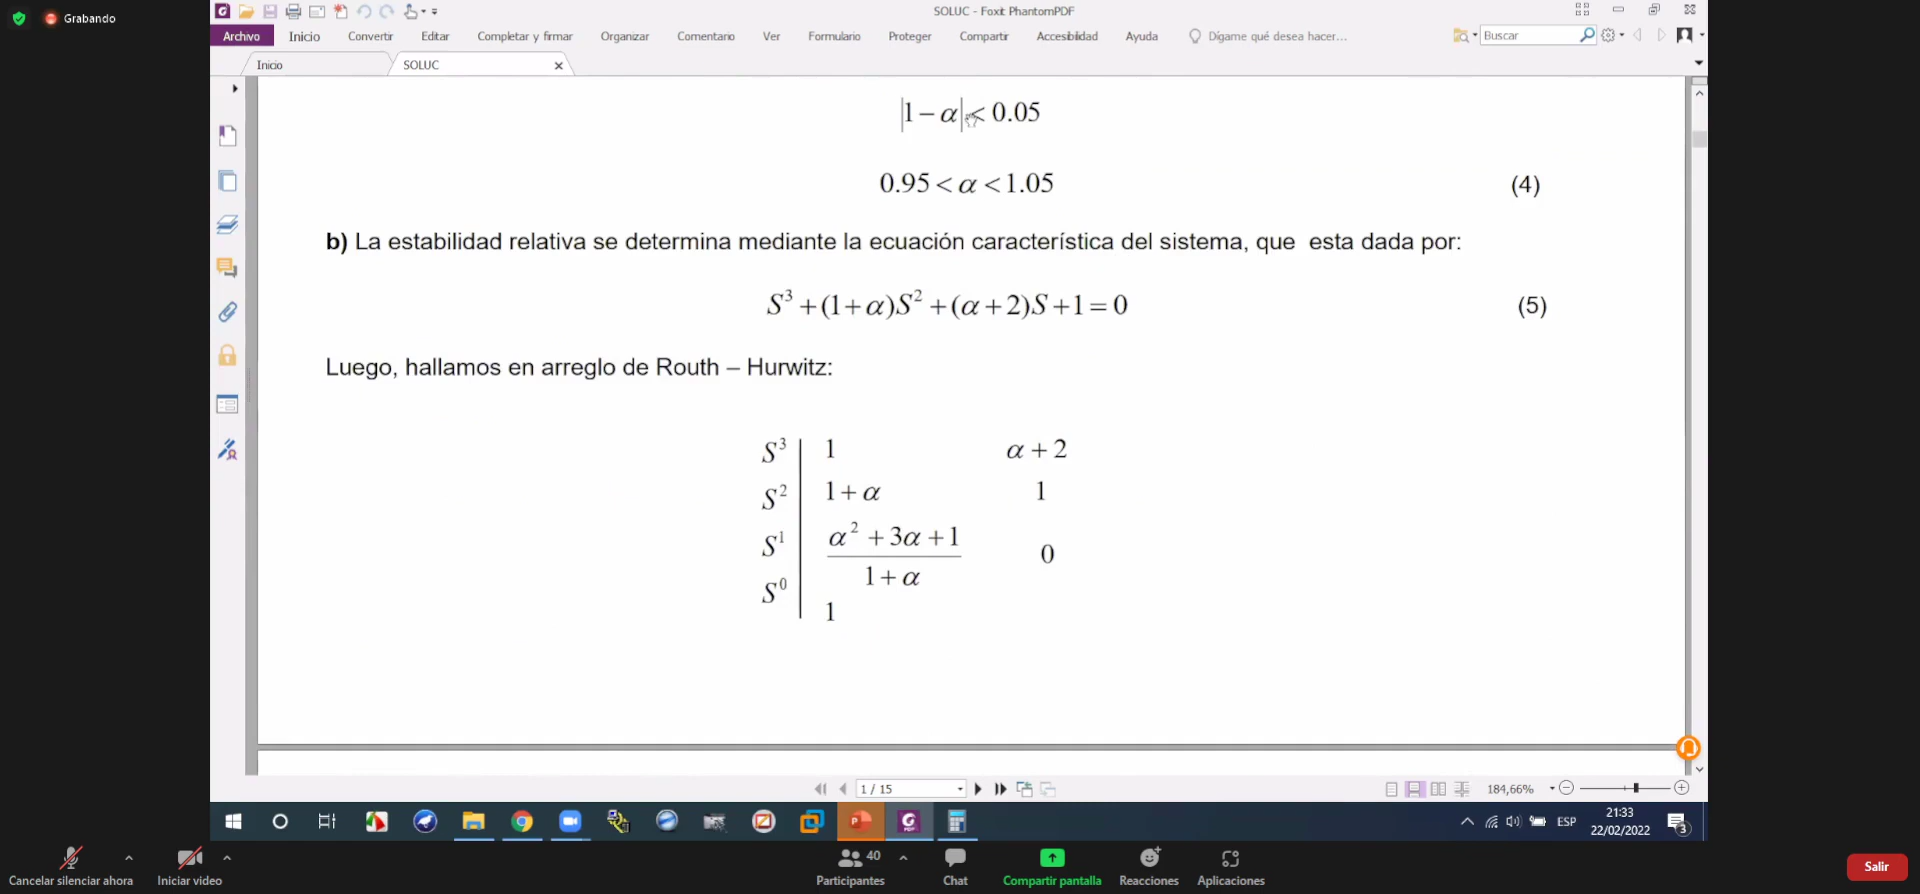 Grabando
SOLUC - Foxit PhantomPDF
Archivo Inicio Convertir Editar Completar y firmar Organizar Comentario Ver Formulario Proteger Compartir Accesibilidad Ayuda Dígame qué desea hacer... Buscar
Inicio SOLUC
|1 − α| < 0.05
0.95 < α < 1.05 (4)
b) La estabilidad relativa se determina mediante la ecuación característica del sistema, que esta dada por:
S³ + (1 + α)S² + (α + 2)S + 1 = 0 (5)
Luego, hallamos en arreglo de Routh – Hurwitz:
S³ 1 α + 2
S² 1 + α 1
S¹ α² + 3α + 1 0
1 + α
S⁰ 1
1 / 15 184,66%
ESP 21:33
22/02/2022 3
40
Cancelar silenciar ahora Iniciar video Participantes Chat Compartir pantalla Reacciones Aplicaciones Salir